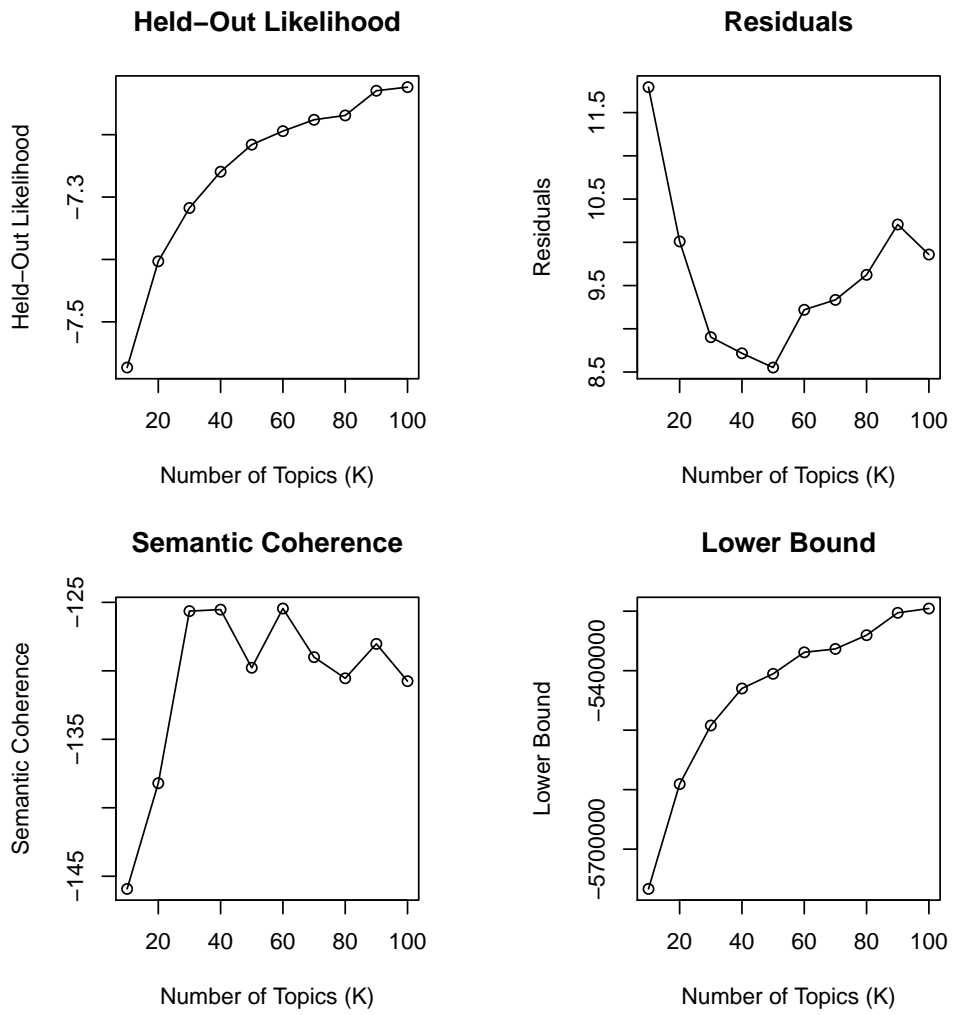 Held−Out Likelihood
Held−Out Likelihood
−7.3
−7.5
20 40 60 80 100
Number of Topics (K)
Residuals
Residuals
11.5
10.5
9.5
8.5
20 40 60 80 100
Number of Topics (K)
Semantic Coherence
Semantic Coherence
−125
−135
−145
20 40 60 80 100
Number of Topics (K)
Lower Bound
Lower Bound
−5400000
−5700000
20 40 60 80 100
Number of Topics (K)